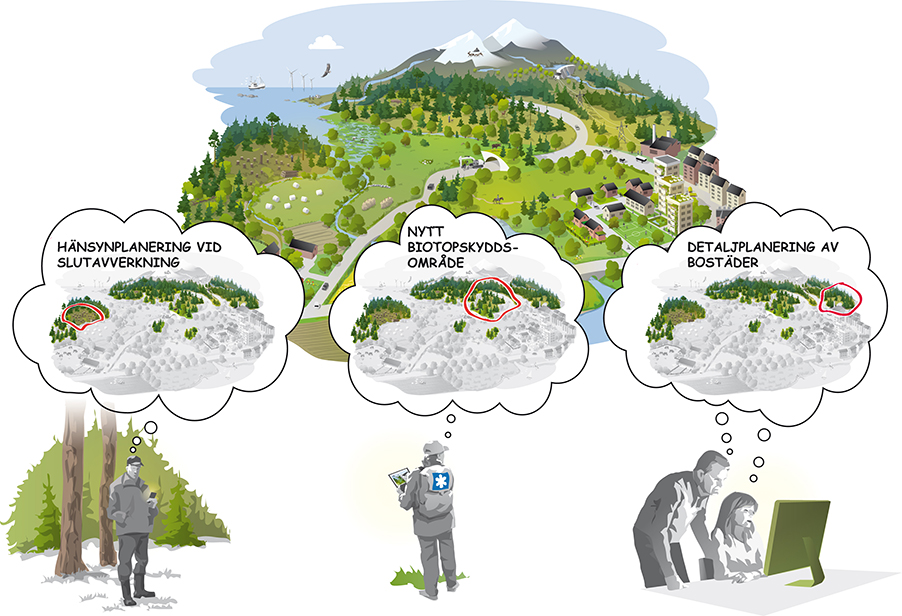 HÄNSYNPLANERING VID
SLUTAVVERKNING
NYTT
BIOTOPSKYDDS-
OMRÅDE
DETALJPLANERING AV
BOSTÄDER